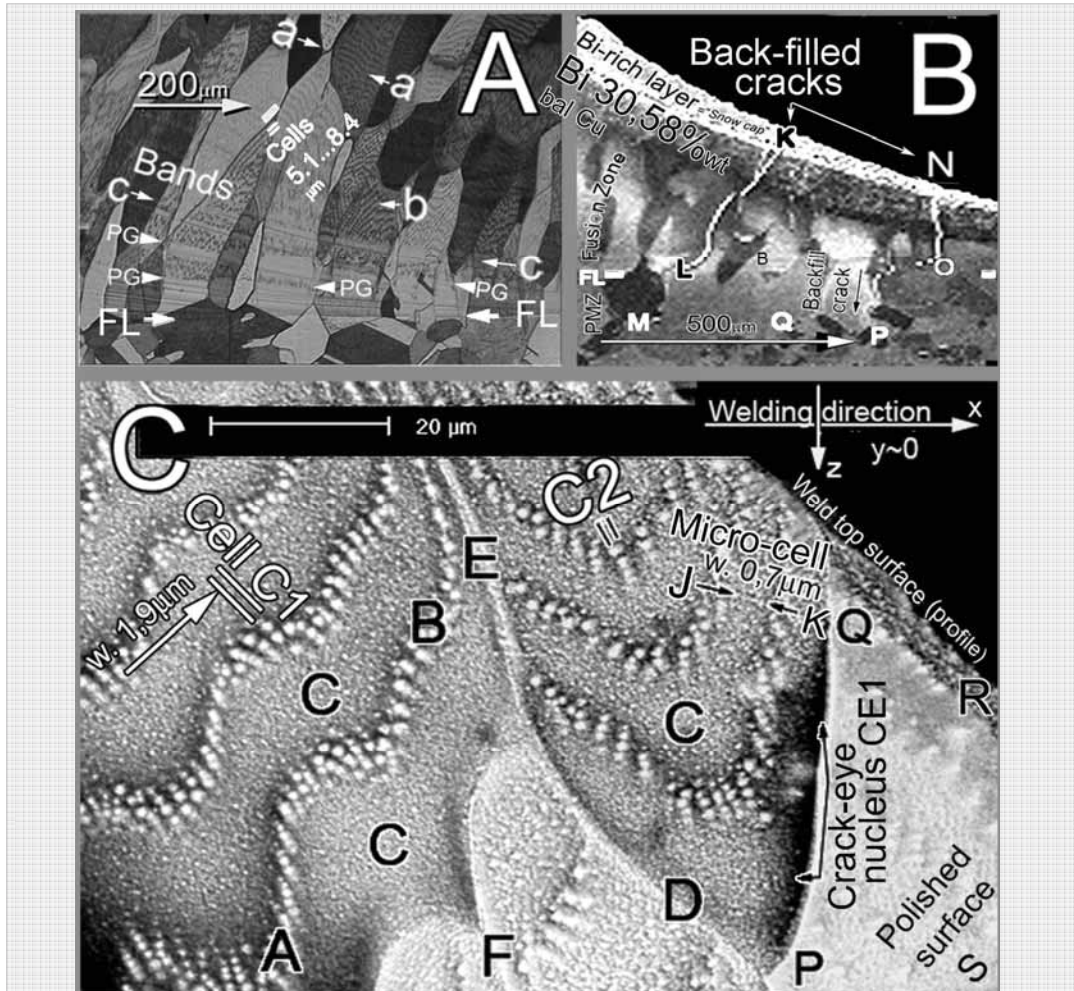 A
a
a
200µm
Cells
5.1...8.4
µm
Bands
C
b
C
PG
PG
PG
PG
FL
FL
B
Back-filled
cracks
Bi-rich layer
="Snow cap"
Bi 30,58%wt
bal Cu
K
N
Fusion Zone
L
B
O
Backfill
crack
FL
PMZ
M
500µm
Q
P
C
20 µm
Welding direction
x
y~0
z
Weld top surface (profile)
Cell C1
w. 1,9µm
C2
Micro-cell
w. 0,7µm
J
K
E
Q
B
R
C
C
C
Crack-eye
nucleus CE1
D
A
F
P
Polished
surface
S